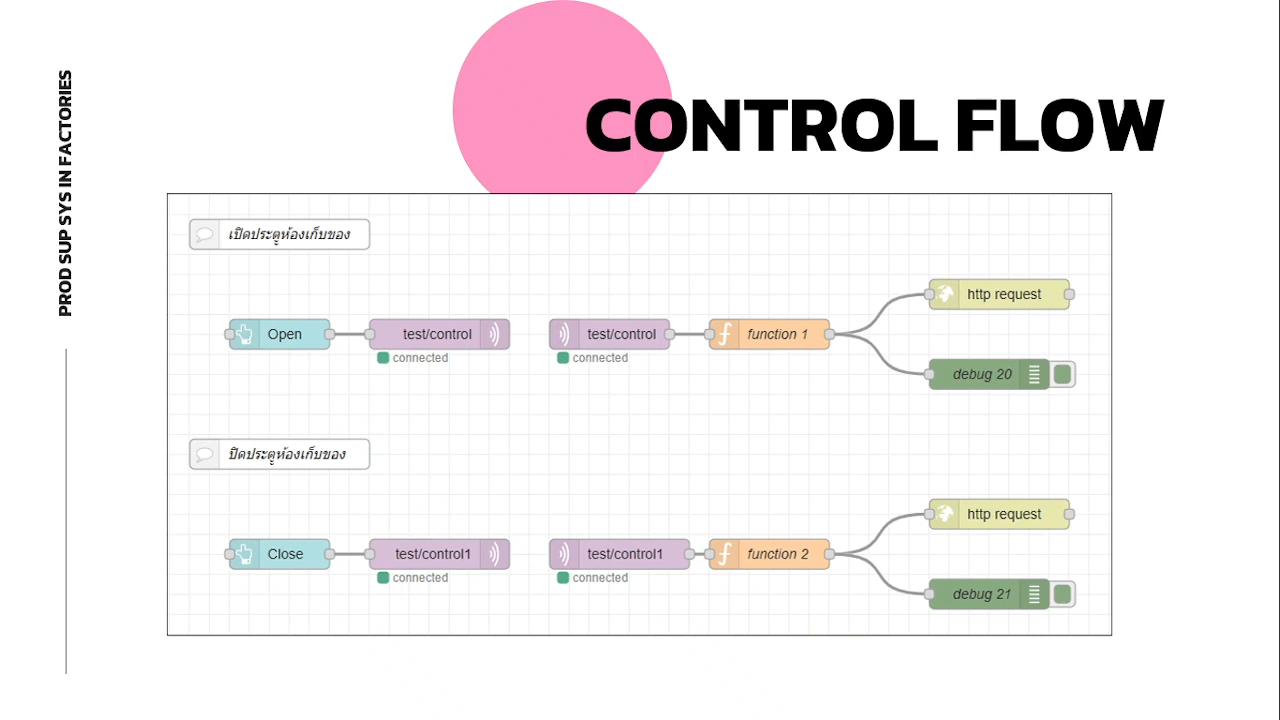 PROD SUP SYS IN FACTORIES
CONTROL FLOW
เปิดประตูห้องเก็บของ
Open
test/control
connected
test/control
connected
function 1
http request
debug 20
ปิดประตูห้องเก็บของ
Close
test/control1
connected
test/control1
connected
function 2
http request
debug 21